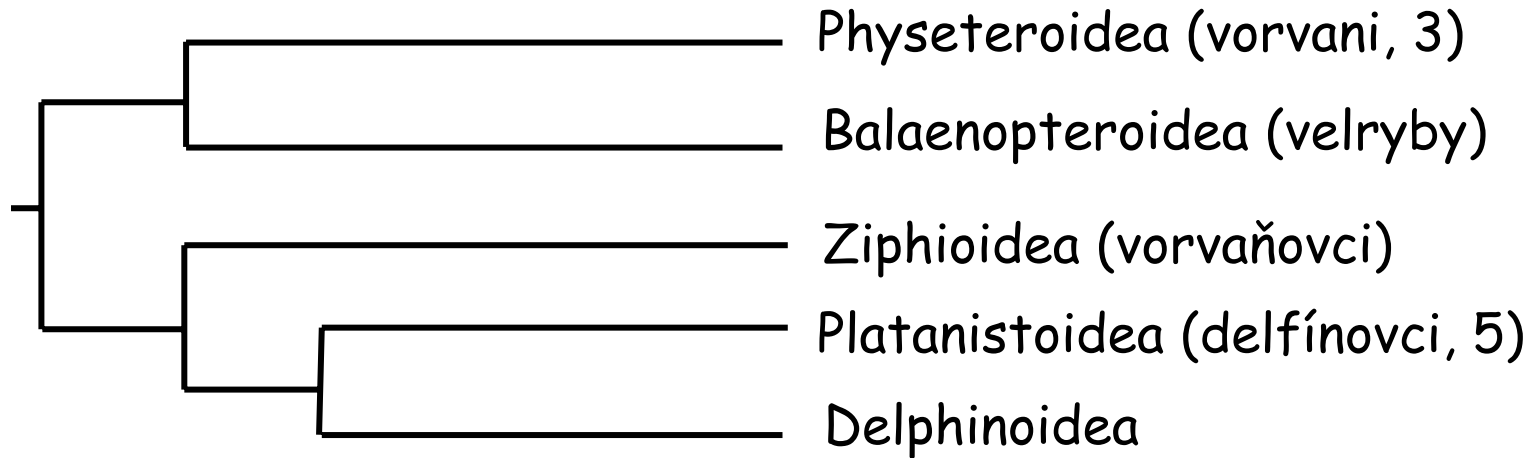 Physeteroidea (vorvani, 3)
Balaenopteroidea (velryby)
Ziphioidea (vorvaňovci)
Platanistoidea (delfínovci, 5)
Delphinoidea